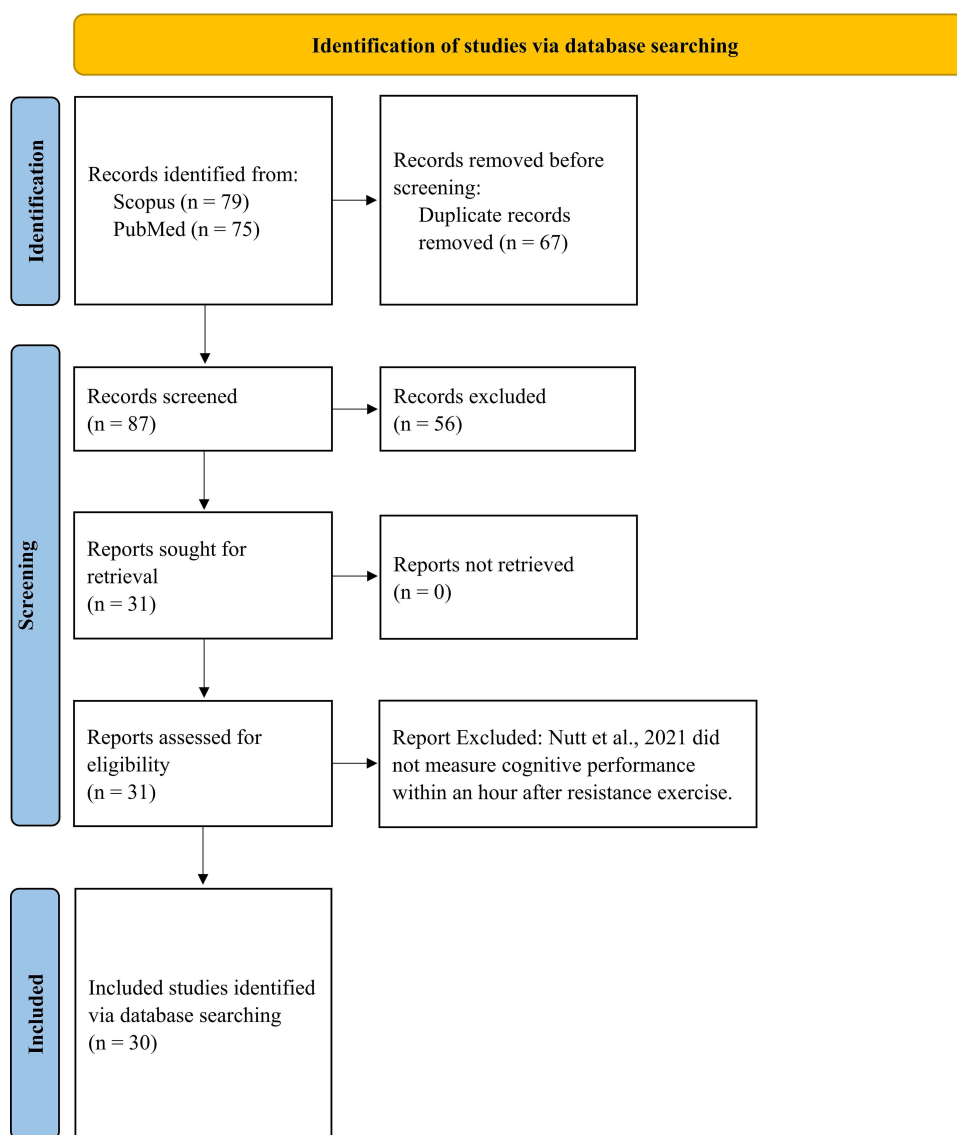 Identification of studies via database searching
Identification
Records identified from:
Scopus (n = 79)
PubMed (n = 75)
Records removed before
screening:
Duplicate records
removed (n = 67)
Screening
Records screened
(n = 87)
Records excluded
(n = 56)
Reports sought for
retrieval
(n = 31)
Reports not retrieved
(n = 0)
Reports assessed for
eligibility
(n = 31)
Report Excluded: Nutt et al., 2021 did
not measure cognitive performance
within an hour after resistance exercise.
Included
Included studies identified
via database searching
(n = 30)